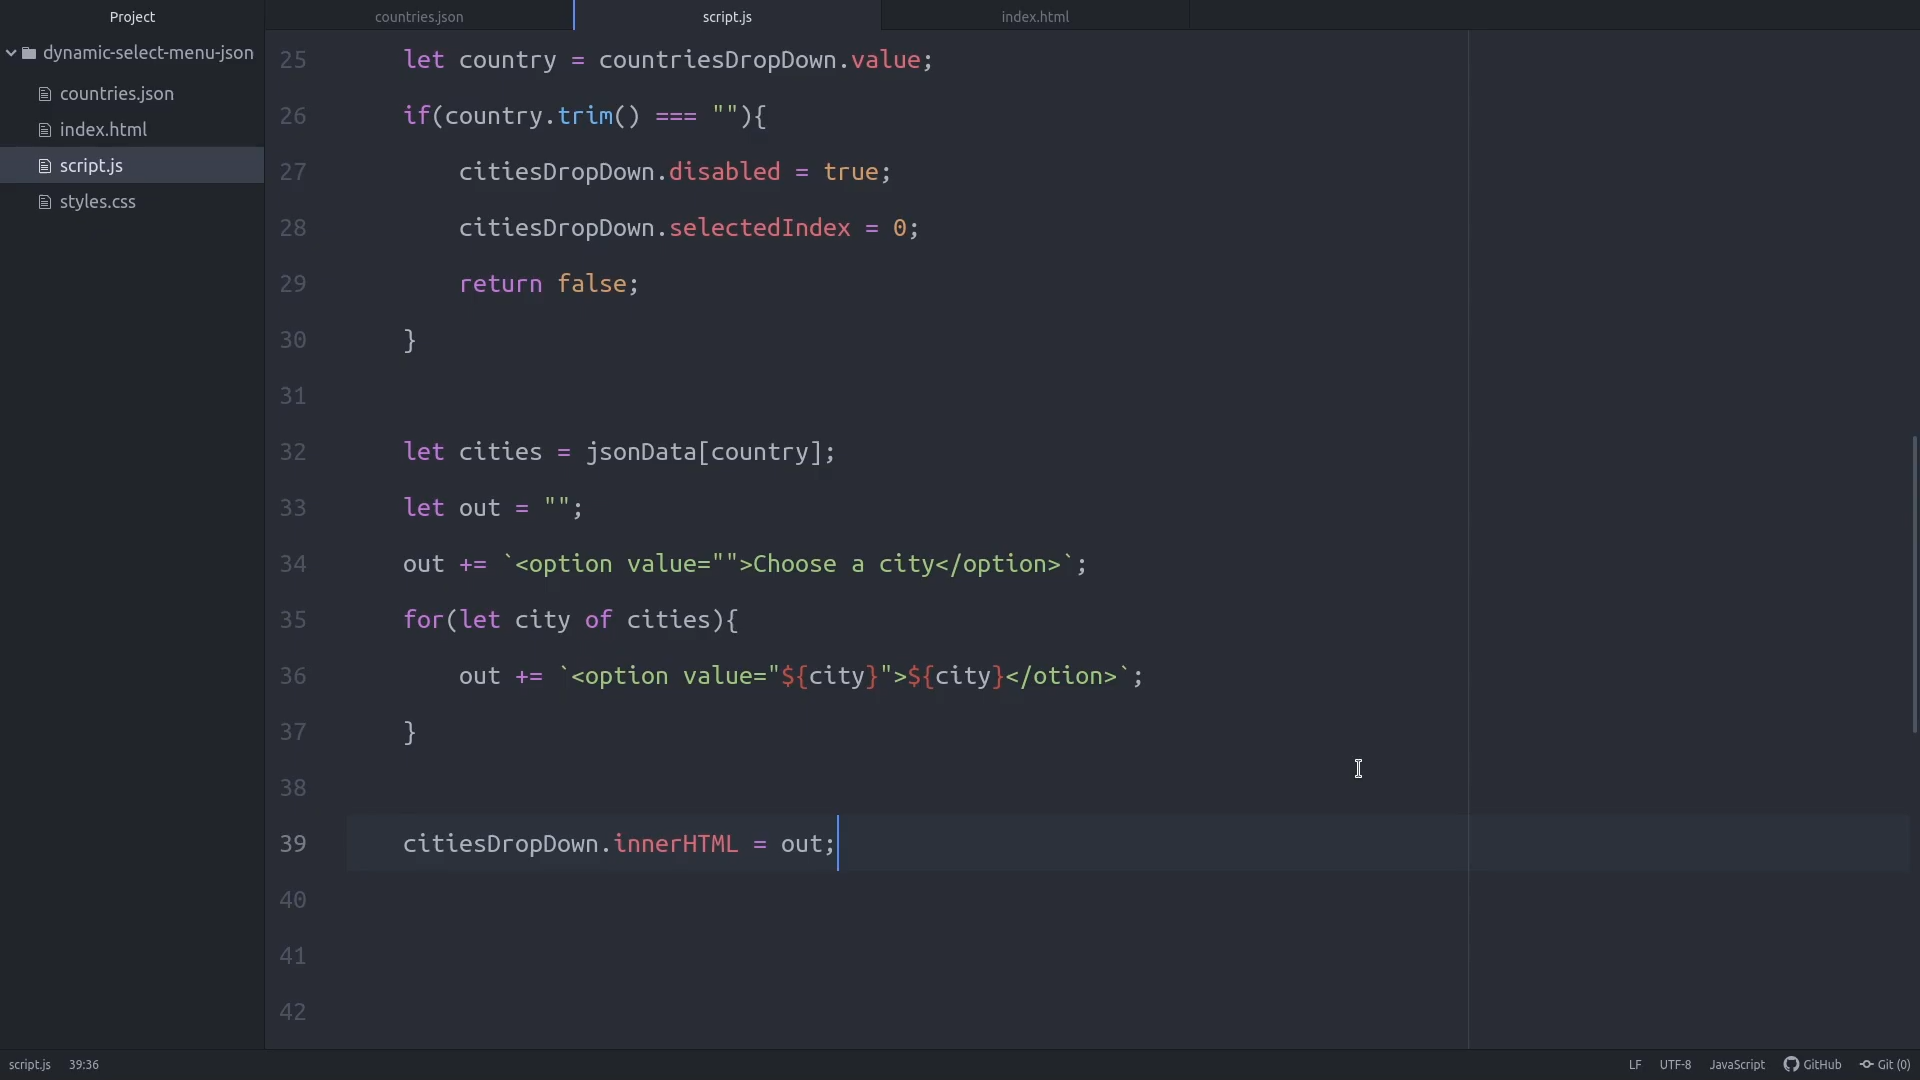 Project
countries.json
script.js
index.html
dynamic-select-menu-json
countries.json
index.html
script.js
styles.css
25 let country = countriesDropDown.value;
26 if(country.trim() === ""){
27 citiesDropDown.disabled = true;
28 citiesDropDown.selectedIndex = 0;
29 return false;
30 }
31
32 let cities = jsonData[country];
33 let out = "";
34 out += `<option value="">Choose a city</option>`;
35 for(let city of cities){
36 out += `<option value="${city}">${city}</otion>`;
37 }
38
39 citiesDropDown.innerHTML = out;
40
41
42
script.js 39:36 LF UTF-8 JavaScript GitHub Git (0)